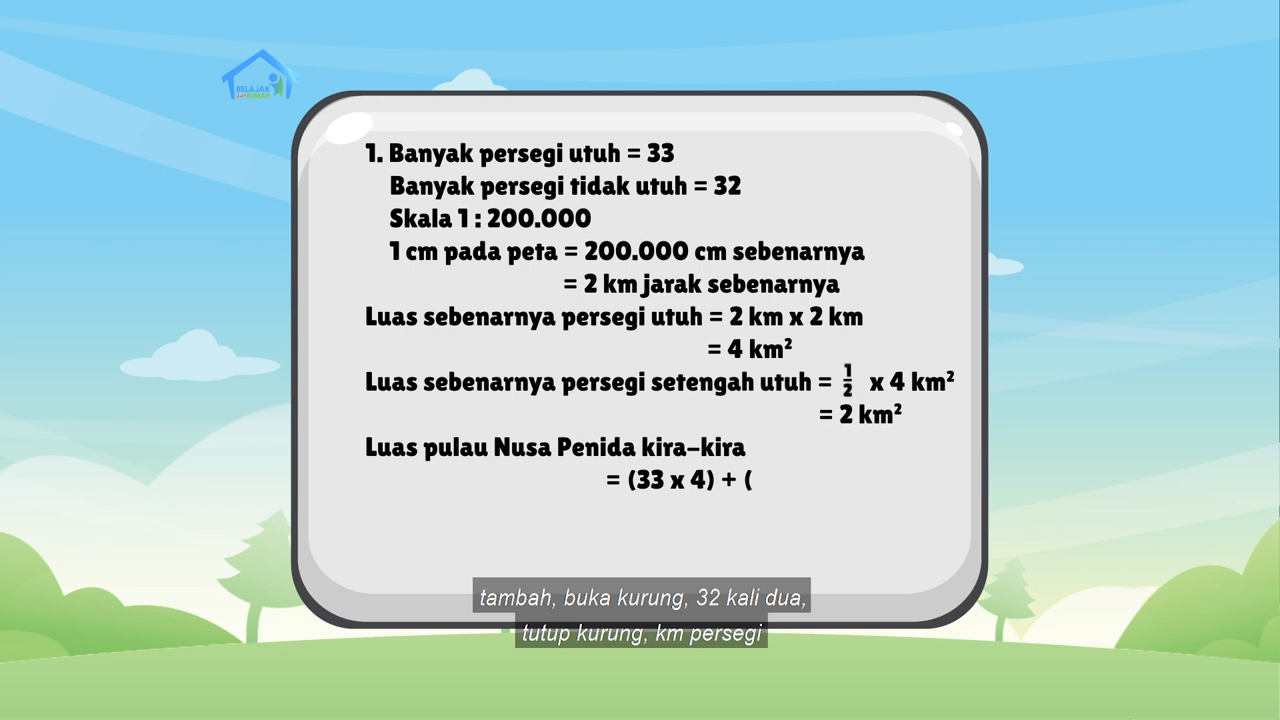 BELAJAR
dari RUMAH
1. Banyak persegi utuh = 33
Banyak persegi tidak utuh = 32
Skala 1 : 200.000
1 cm pada peta = 200.000 cm sebenarnya
= 2 km jarak sebenarnya
Luas sebenarnya persegi utuh = 2 km x 2 km
= 4 km²
Luas sebenarnya persegi setengah utuh = 1/2 x 4 km²
= 2 km²
Luas pulau Nusa Penida kira-kira
= (33 x 4) + (
tambah, buka kurung, 32 kali dua,
tutup kurung, km persegi